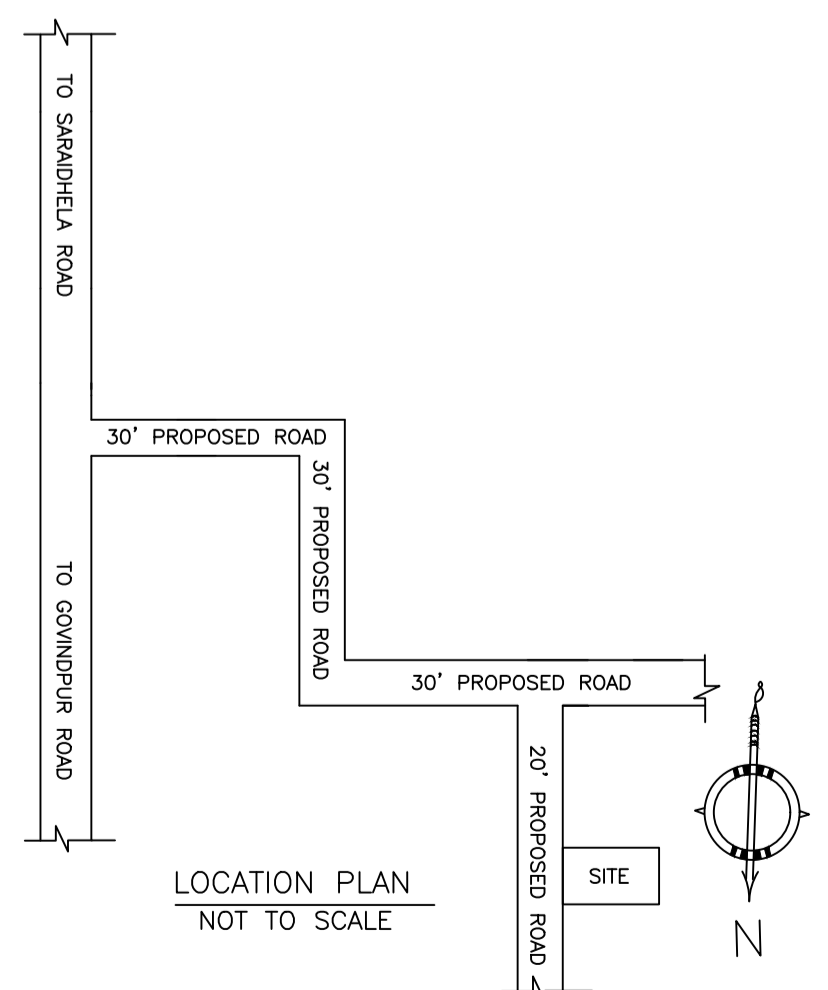 TO SARAIDHELA ROAD
30' PROPOSED ROAD
30' PROPOSED ROAD
TO GOVINDPUR ROAD
30' PROPOSED ROAD
20' PROPOSED ROAD
SITE
LOCATION PLAN
NOT TO SCALE
N